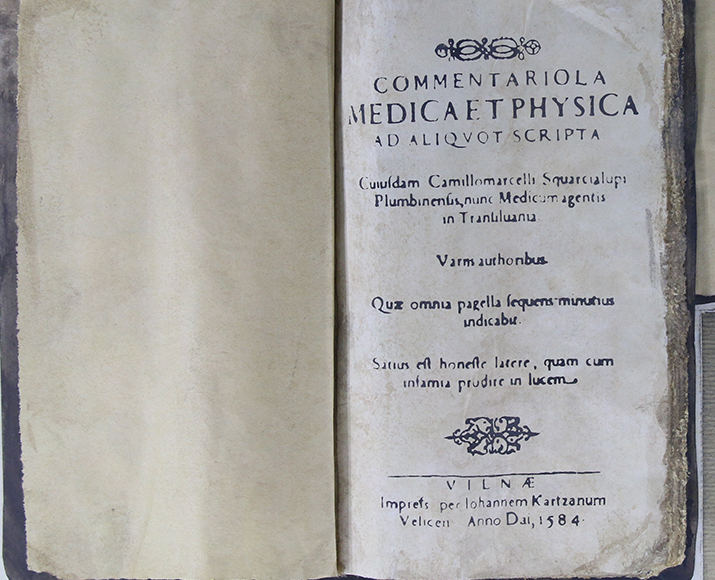 COMMENTARIOLA
MEDICA ET PHYSICA
AD ALIQVOT SCRIPTA
Cuiuſdam Camillomarcelli Squarcialupi
Plumbinenſis, nunc Medicum agentis
in Tranſiluania
Varijs authoribus.
Quæ omnia pagella ſequens minutius
indicabit.
Satius eſt honeſte latere, quam cum
infamia prodire in lucem
VILNÆ
Impreſs. per Iohannem Kartzanum
Velicen Anno Dñi, 1584.